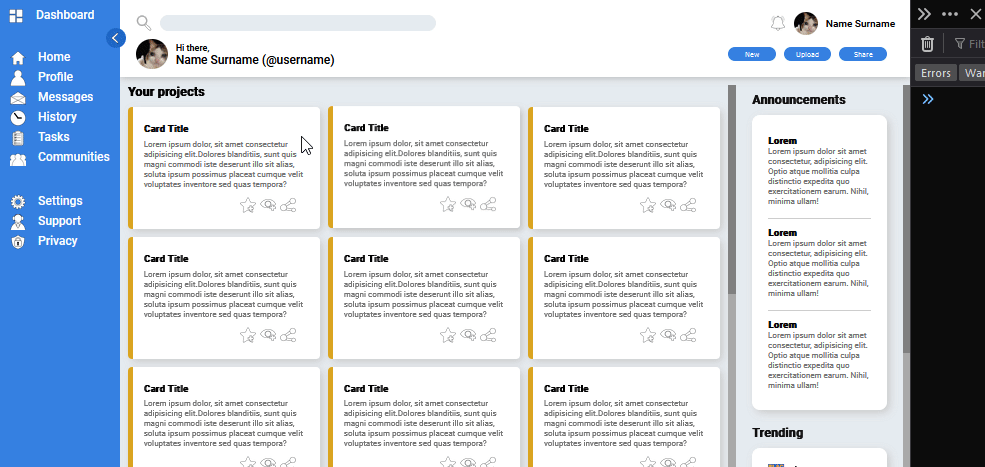 Dashboard
Home
Profile
Messages
History
Tasks
Communities
Settings
Support
Privacy
Name Surname
Hi there,
Name Surname (@username)
New
Upload
Share
Your projects
Card Title
Lorem ipsum dolor, sit amet consectetur
adipisicing elit.Dolores blanditiis, sunt quis
magni commodi iste deserunt illo sit alias,
soluta ipsum possimus placeat cumque velit
voluptates inventore sed quas tempora?
Card Title
Lorem ipsum dolor, sit amet consectetur
adipisicing elit.Dolores blanditiis, sunt quis
magni commodi iste deserunt illo sit alias,
soluta ipsum possimus placeat cumque velit
voluptates inventore sed quas tempora?
Card Title
Lorem ipsum dolor, sit amet consectetur
adipisicing elit.Dolores blanditiis, sunt quis
magni commodi iste deserunt illo sit alias,
soluta ipsum possimus placeat cumque velit
voluptates inventore sed quas tempora?
Card Title
Lorem ipsum dolor, sit amet consectetur
adipisicing elit.Dolores blanditiis, sunt quis
magni commodi iste deserunt illo sit alias,
soluta ipsum possimus placeat cumque velit
voluptates inventore sed quas tempora?
Card Title
Lorem ipsum dolor, sit amet consectetur
adipisicing elit.Dolores blanditiis, sunt quis
magni commodi iste deserunt illo sit alias,
soluta ipsum possimus placeat cumque velit
voluptates inventore sed quas tempora?
Card Title
Lorem ipsum dolor, sit amet consectetur
adipisicing elit.Dolores blanditiis, sunt quis
magni commodi iste deserunt illo sit alias,
soluta ipsum possimus placeat cumque velit
voluptates inventore sed quas tempora?
Card Title
Lorem ipsum dolor, sit amet consectetur
adipisicing elit.Dolores blanditiis, sunt quis
magni commodi iste deserunt illo sit alias,
soluta ipsum possimus placeat cumque velit
voluptates inventore sed quas tempora?
Card Title
Lorem ipsum dolor, sit amet consectetur
adipisicing elit.Dolores blanditiis, sunt quis
magni commodi iste deserunt illo sit alias,
soluta ipsum possimus placeat cumque velit
voluptates inventore sed quas tempora?
Card Title
Lorem ipsum dolor, sit amet consectetur
adipisicing elit.Dolores blanditiis, sunt quis
magni commodi iste deserunt illo sit alias,
soluta ipsum possimus placeat cumque velit
voluptates inventore sed quas tempora?
Announcements
Lorem
Lorem ipsum dolor sit amet
consectetur, adipisicing elit.
Optio atque mollitia culpa
distinctio expedita quo
exercitationem earum. Nihil,
minima ullam!
Lorem
Lorem ipsum dolor sit amet
consectetur, adipisicing elit.
Optio atque mollitia culpa
distinctio expedita quo
exercitationem earum. Nihil,
minima ullam!
Lorem
Lorem ipsum dolor sit amet
consectetur, adipisicing elit.
Optio atque mollitia culpa
distinctio expedita quo
exercitationem earum. Nihil,
minima ullam!
Trending
Filt
Errors
War